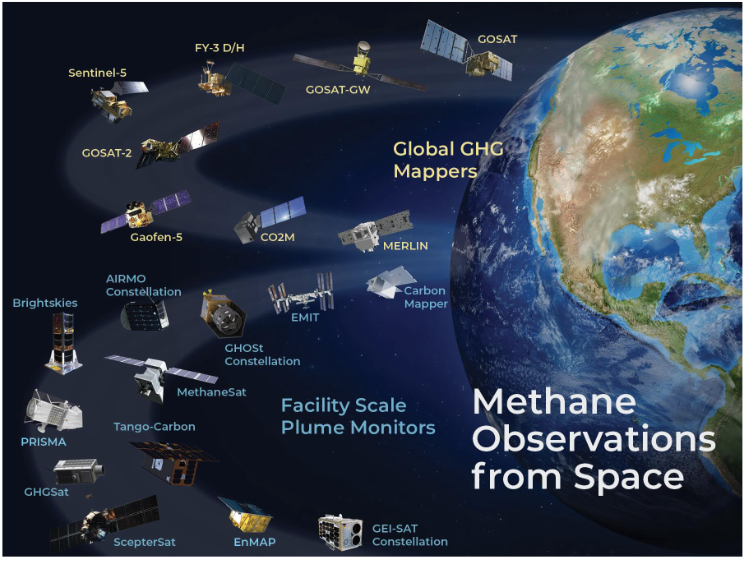 FY-3 D/H
GOSAT
Sentinel-5
GOSAT-GW
GOSAT-2
Global GHG
Mappers
Gaofen-5
CO2M
MERLIN
AIRMO
Constellation
Brightskies
EMIT
Carbon
Mapper
GHOSt
Constellation
MethaneSat
Facility Scale
Plume Monitors
Methane
Observations
from Space
PRISMA
Tango-Carbon
GHGSat
ScepterSat
EnMAP
GEI-SAT
Constellation